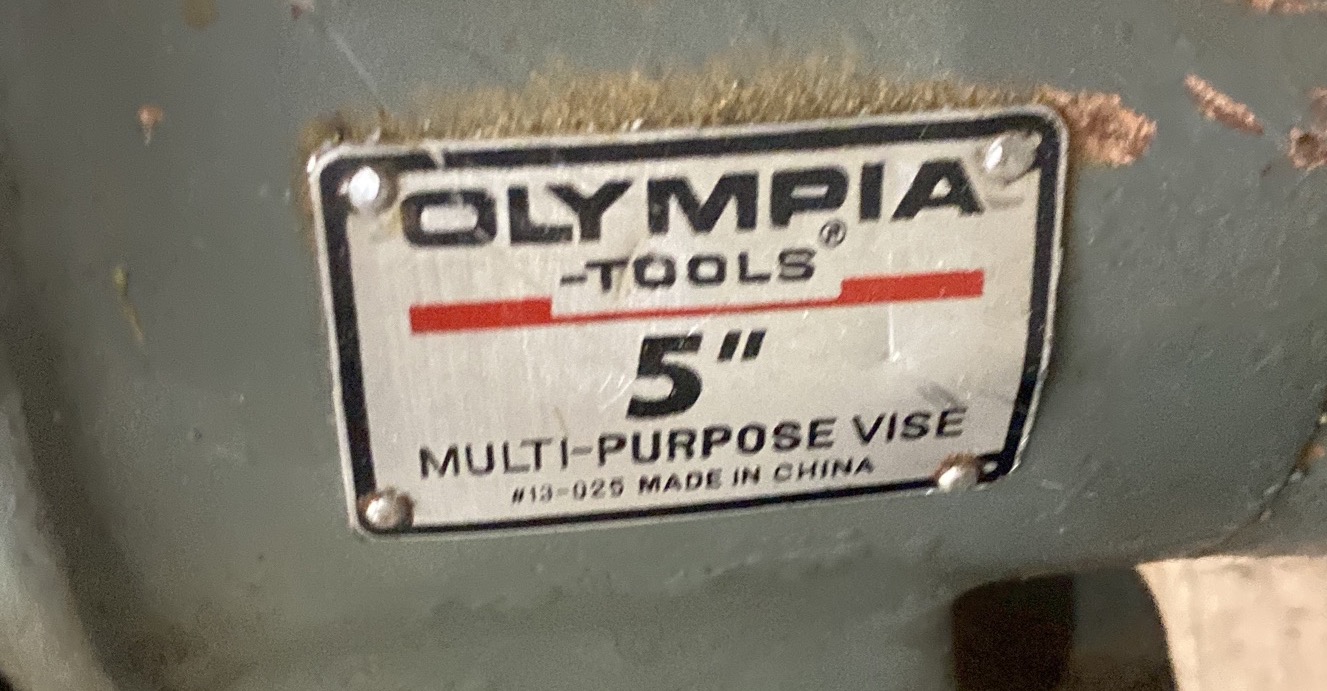 OLYMPIA®
-TOOLS
5"
MULTI-PURPOSE VISE
#13-025 MADE IN CHINA